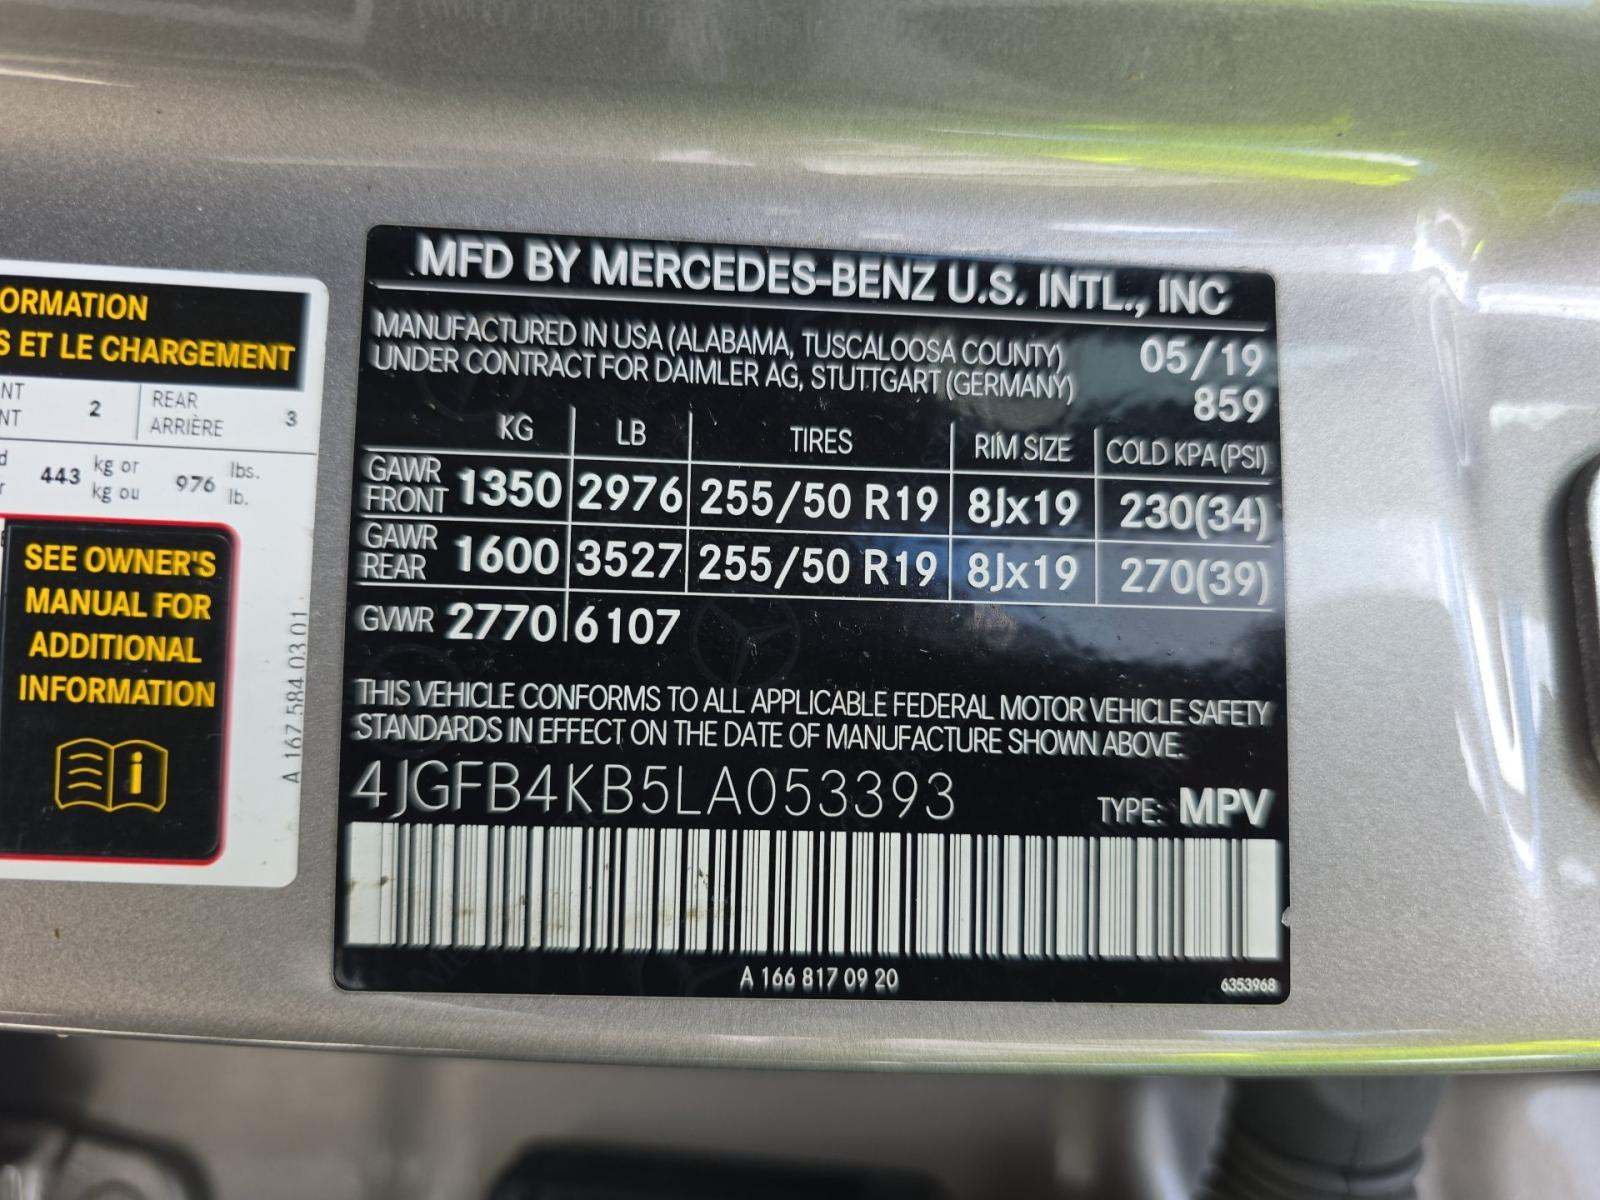 ORMATION
S ET LE CHARGEMENT
NT
NT
2
REAR
ARRIÈRE
3
443
kg or
kg ou
976
lbs.
lb.
SEE OWNER'S
MANUAL FOR
ADDITIONAL
INFORMATION
A 167 584 03 01
MFD BY MERCEDES-BENZ U.S. INTL., INC
MANUFACTURED IN USA (ALABAMA, TUSCALOOSA COUNTY)
UNDER CONTRACT FOR DAIMLER AG, STUTTGART (GERMANY)
05/19
859
KG LB TIRES RIM SIZE COLD KPA (PSI)
GAWR FRONT 1350 2976 255/50 R19 8Jx19 230(34)
GAWR REAR 1600 3527 255/50 R19 8Jx19 270(39)
GVWR 2770 6107
THIS VEHICLE CONFORMS TO ALL APPLICABLE FEDERAL MOTOR VEHICLE SAFETY
STANDARDS IN EFFECT ON THE DATE OF MANUFACTURE SHOWN ABOVE.
4JGFB4KB5LA053393
TYPE: MPV
A 166 817 09 20
6353968